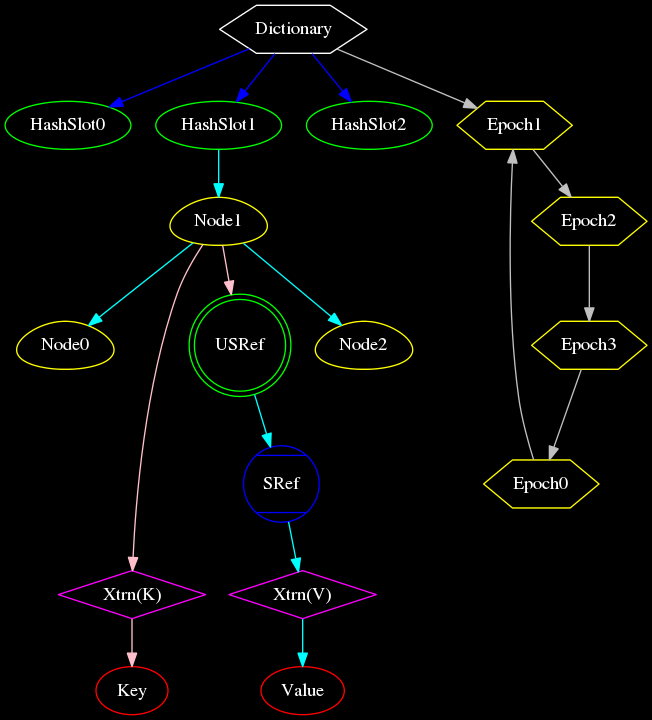 Dictionary
HashSlot0
HashSlot1
HashSlot2
Epoch1
Node1
Epoch2
Node0
USRef
Node2
Epoch3
SRef
Epoch0
Xtrn(K)
Xtrn(V)
Key
Value